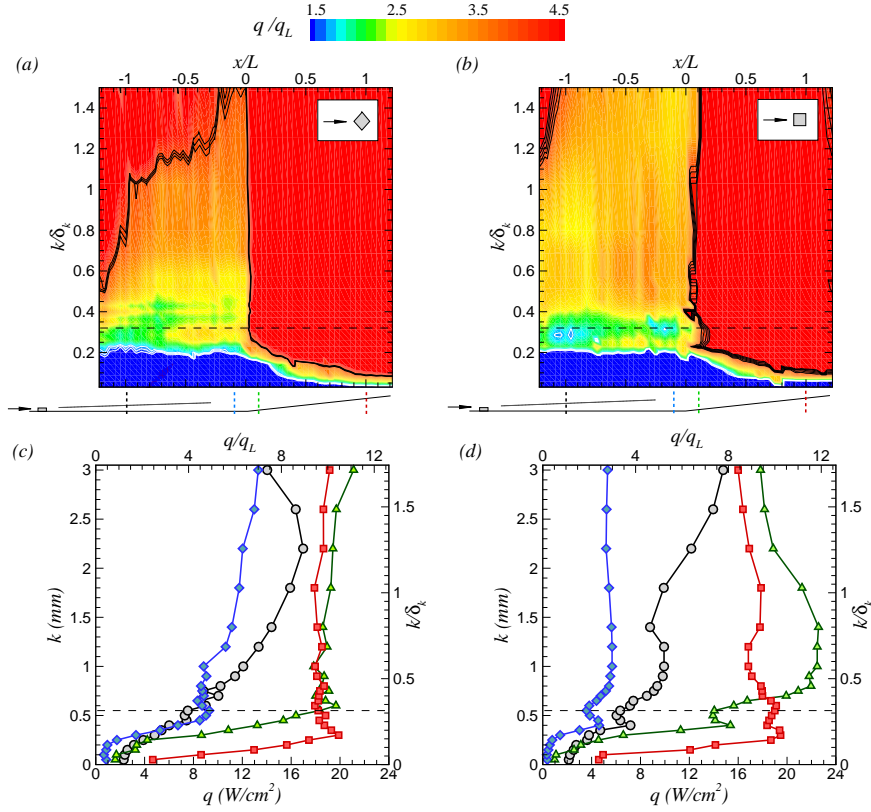 q /q_L 1.5 2.5 3.5 4.5
(a) x/L (b) x/L
-1 -0.5 0 0.5 1 -1 -0.5 0 0.5 1
k/δ_k 1.4 1.2 1 0.8 0.6 0.4 0.2
k/δ_k 1.4 1.2 1 0.8 0.6 0.4 0.2
(c) q/q_L (d) q/q_L
0 4 8 12 0 2 4 6 8 10 12
k (mm) 3 2.5 2 1.5 1 0.5 0
1.5 1 0.5 0 k/δ_k
k (mm) 3 2.5 2 1.5 1 0.5 0
1.5 1 0.5 0 k/δ_k
0 4 8 12 16 20 24 0 4 8 12 16 20 24
q (W/cm²) q (W/cm²)